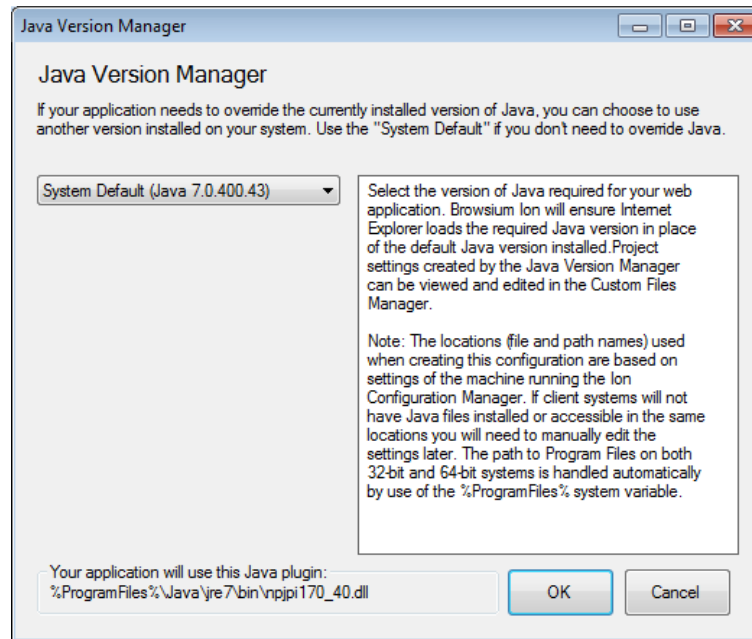 Java Version Manager
Java Version Manager
If your application needs to override the currently installed version of Java, you can choose to use
another version installed on your system. Use the "System Default" if you don't need to override Java.
System Default (Java 7.0.400.43)
Select the version of Java required for your web
application. Browsium Ion will ensure Internet
Explorer loads the required Java version in place
of the default Java version installed.Project
settings created by the Java Version Manager
can be viewed and edited in the Custom Files
Manager.
Note: The locations (file and path names) used
when creating this configuration are based on
settings of the machine running the Ion
Configuration Manager. If client systems will not
have Java files installed or accessible in the same
locations you will need to manually edit the
settings later. The path to Program Files on both
32-bit and 64-bit systems is handled automatically
by use of the %ProgramFiles% system variable.
Your application will use this Java plugin:
%ProgramFiles%\Java\jre7\bin\npjpi170_40.dll
OK
Cancel